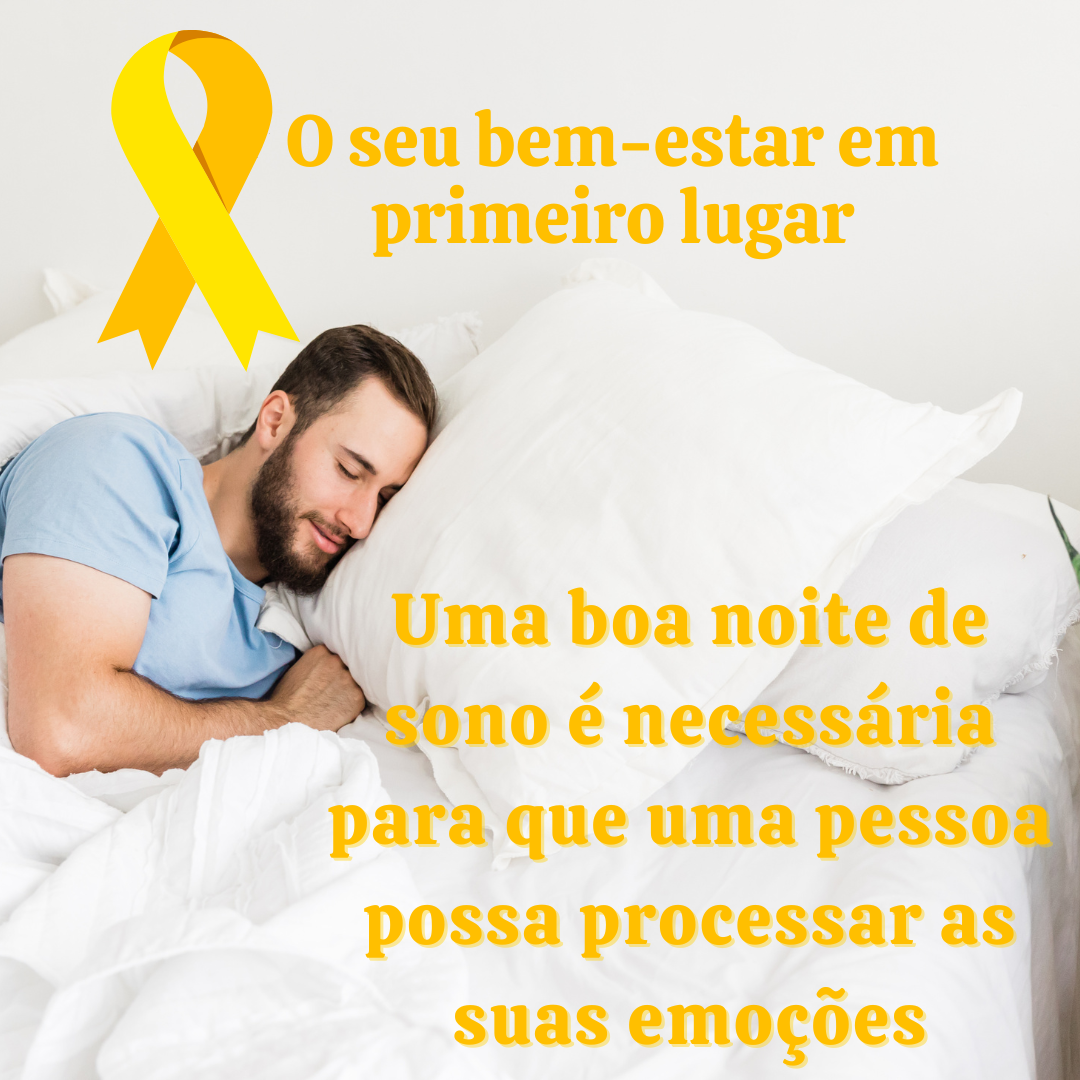 O seu bem-estar em
primeiro lugar
Uma boa noite de
sono é necessária
para que uma pessoa
possa processar as
suas emoções